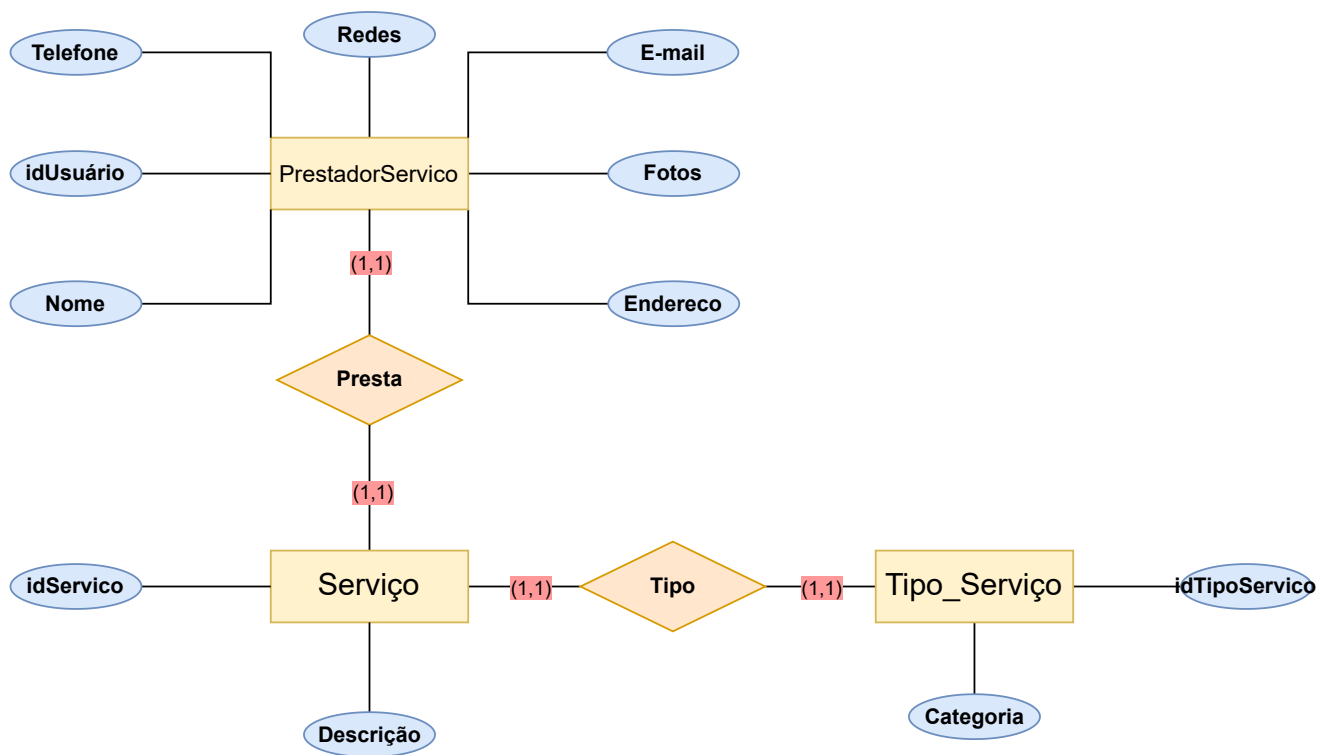 Redes
Telefone
E-mail
idUsuário
PrestadorServico
Fotos
(1,1)
Nome
Endereco
Presta
(1,1)
idServico
Serviço
(1,1)
Tipo
(1,1)
Tipo_Serviço
idTipoServico
Descrição
Categoria